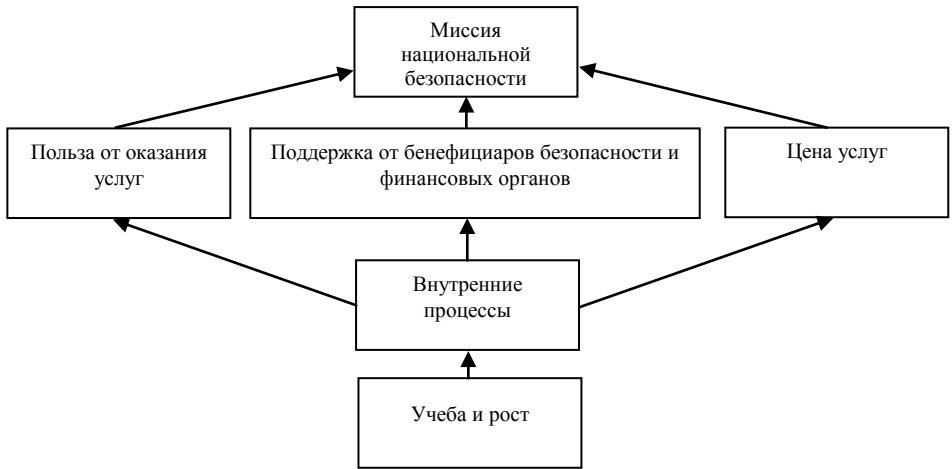 Миссия
национальной
безопасности
Польза от оказания
услуг
Поддержка от бенефициаров безопасности и
финансовых органов
Цена услуг
Внутренние
процессы
Учеба и рост